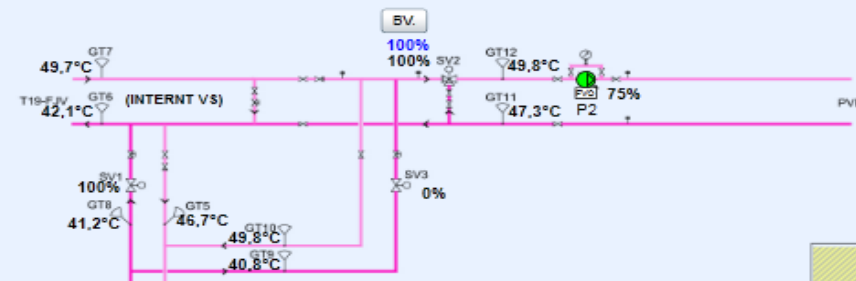 BV.
100%
100% SV2
GT7
49,7°C
GT12
49,8°C
75%
P2
T19-FJV GT6
42,1°C
(INTERNT VS)
GT11
47,3°C
SV1
100%
SV3
0%
GT8
41,2°C
GT5
46,7°C
GT10
49,8°C
GT9
40,8°C